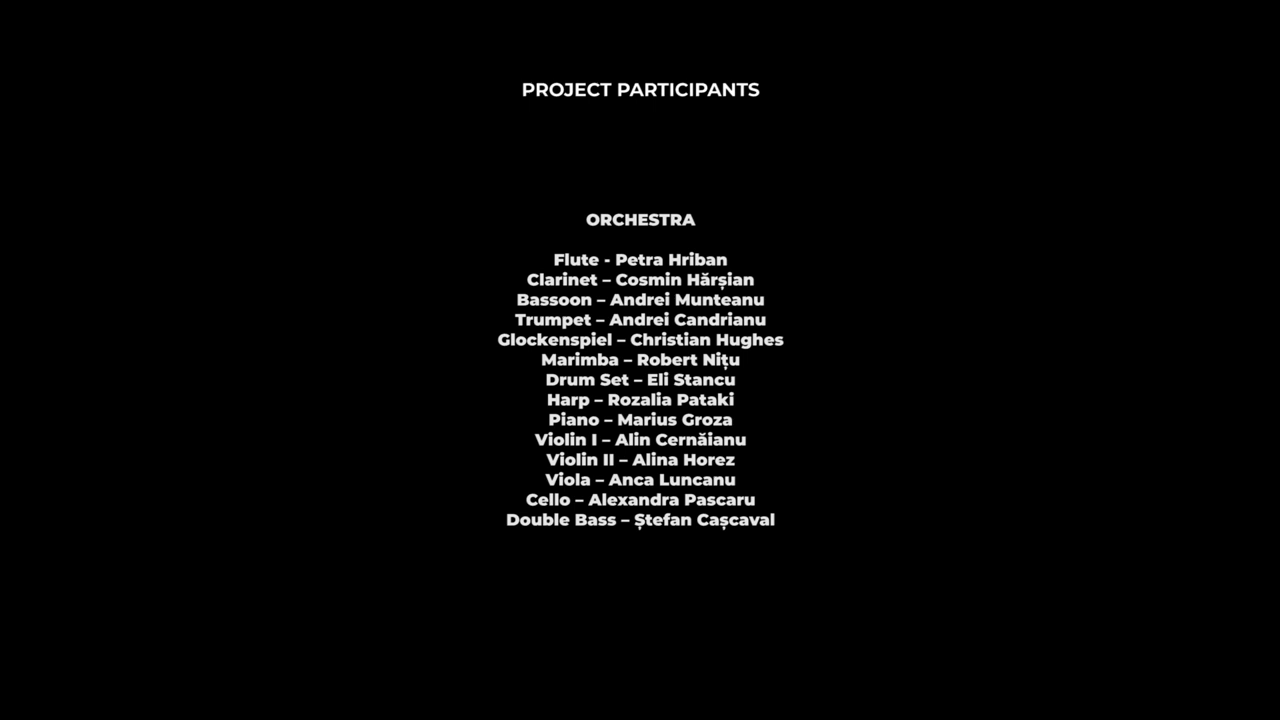 PROJECT PARTICIPANTS
ORCHESTRA
Flute - Petra Hriban
Clarinet – Cosmin Hărșian
Bassoon – Andrei Munteanu
Trumpet – Andrei Candrianu
Glockenspiel – Christian Hughes
Marimba – Robert Nițu
Drum Set – Eli Stancu
Harp – Rozalia Pataki
Piano – Marius Groza
Violin I – Alin Cernăianu
Violin II – Alina Horez
Viola – Anca Luncanu
Cello – Alexandra Pascaru
Double Bass – Ștefan Cașcaval